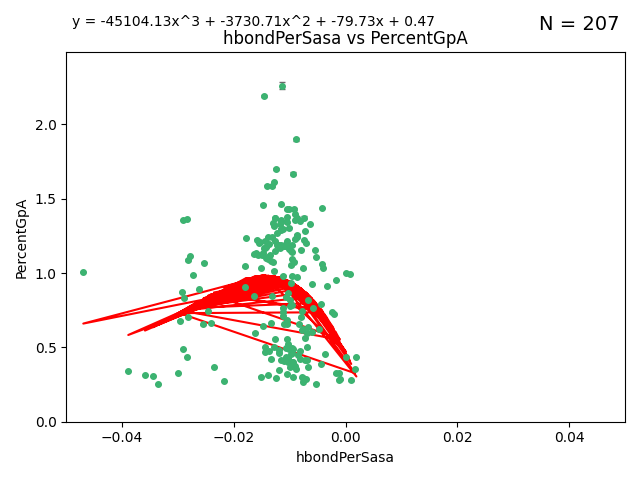 y = -45104.13x^3 + -3730.71x^2 + -79.73x + 0.47
N = 207
hbondPerSasa vs PercentGpA
PercentGpA
2.0
1.5
1.0
0.5
0.0
−0.04 −0.02 0.00 0.02 0.04
hbondPerSasa